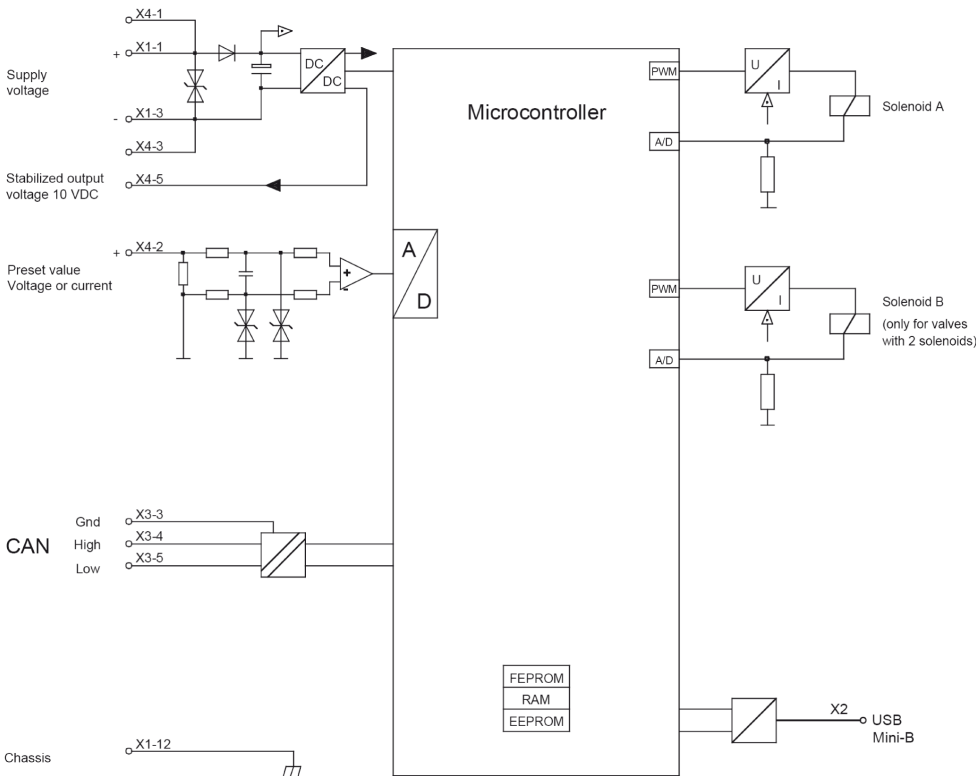 X4-1
+ X1-1
Supply
voltage
- X1-3
X4-3
Stabilized output
voltage 10 VDC
X4-5
DC
DC
+ X4-2
Preset value
Voltage or current
+
-
A
D
Microcontroller
PWM
U
I
Solenoid A
A/D
PWM
U
I
Solenoid B
(only for valves
with 2 solenoids)
A/D
CAN
Gnd X3-3
High X3-4
Low X3-5
FEPROM
RAM
EEPROM
X2
USB
Mini-B
Chassis X1-12